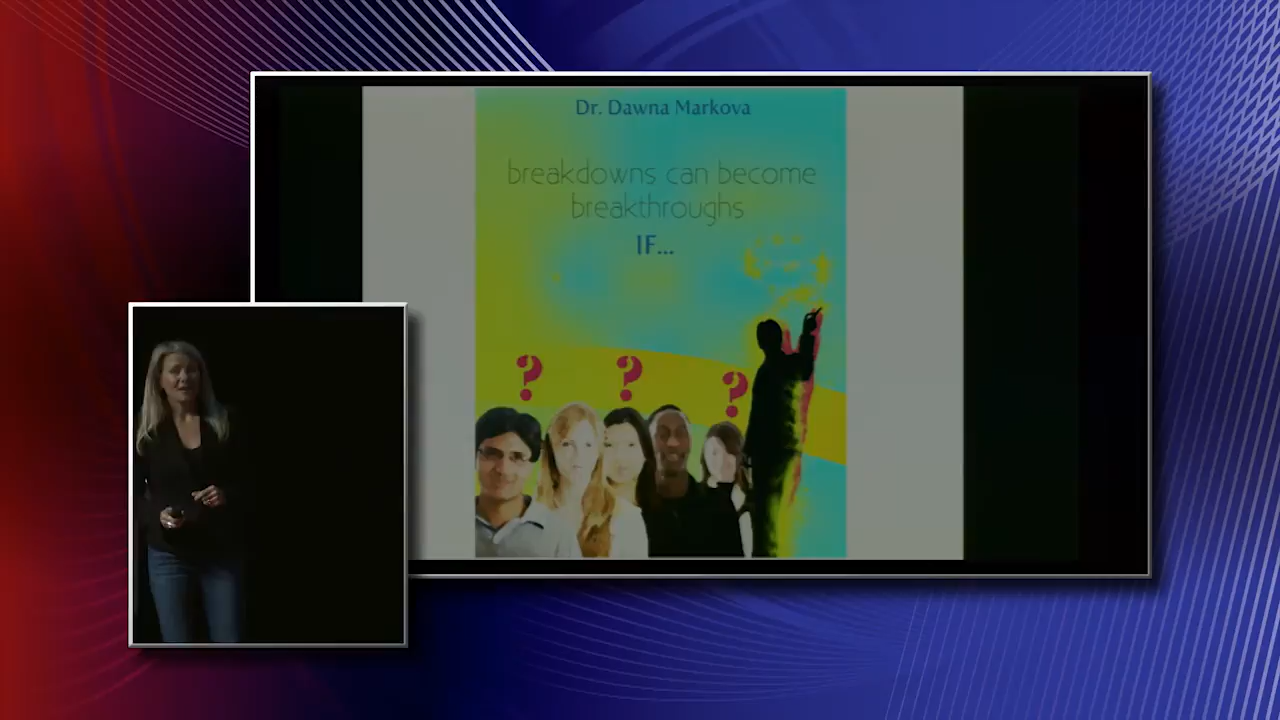 Dr. Dawna Markova
breakdowns can become
breakthroughs
IF...
? ? ?